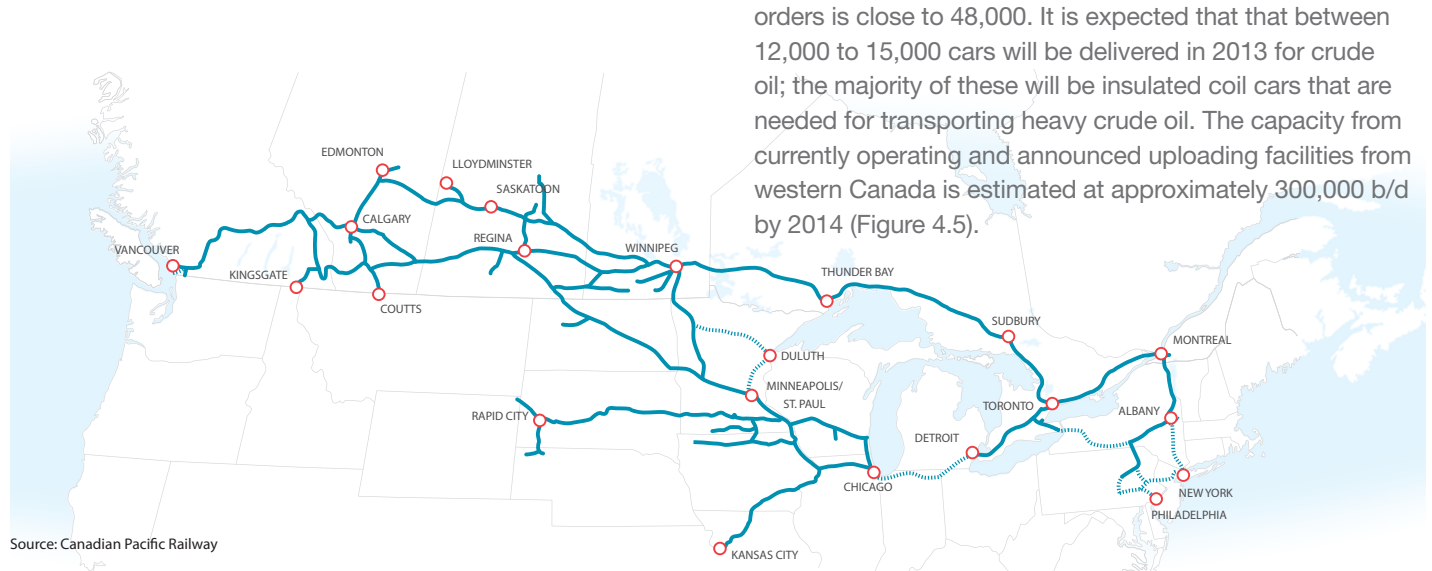 orders is close to 48,000. It is expected that that between
12,000 to 15,000 cars will be delivered in 2013 for crude
oil; the majority of these will be insulated coil cars that are
needed for transporting heavy crude oil. The capacity from
currently operating and announced uploading facilities from
western Canada is estimated at approximately 300,000 b/d
by 2014 (Figure 4.5).
EDMONTON
LLOYDMINSTER
SASKATOON
CALGARY
REGINA
WINNIPEG
VANCOUVER
KINGSGATE
COUTTS
THUNDER BAY
SUDBURY
MONTREAL
DULUTH
MINNEAPOLIS/
ST. PAUL
RAPID CITY
TORONTO
ALBANY
DETROIT
CHICAGO
NEW YORK
PHILADELPHIA
KANSAS CITY
Source: Canadian Pacific Railway